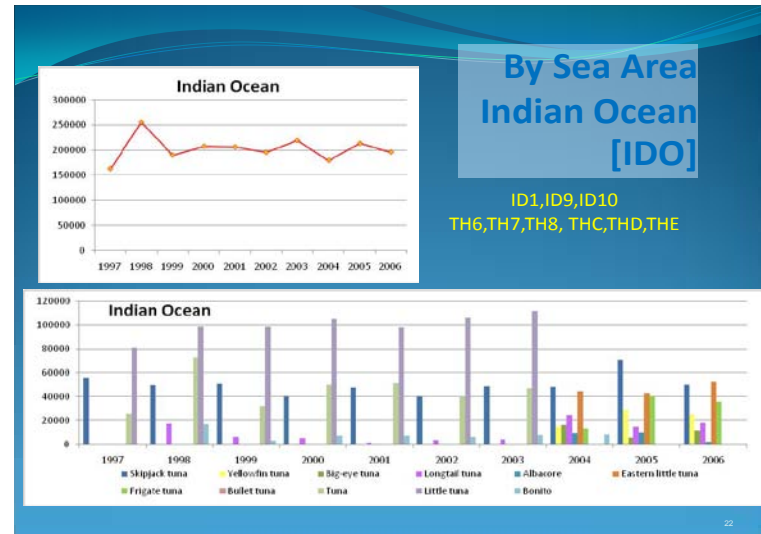 By Sea Area
Indian Ocean
[IDO]
ID1,ID9,ID10
TH6,TH7,TH8, THC,THD,THE
Indian Ocean
300000
250000
200000
150000
100000
50000
0
1997 1998 1999 2000 2001 2002 2003 2004 2005 2006
Indian Ocean
120000
100000
80000
60000
40000
20000
0
1997 1998 1999 2000 2001 2002 2003 2004 2005 2006
Skipjack tuna Yellowfin tuna Big-eye tuna Longtail tuna Albacore Eastern little tuna
Frigate tuna Bullet tuna Tuna Little tuna Bonito
22